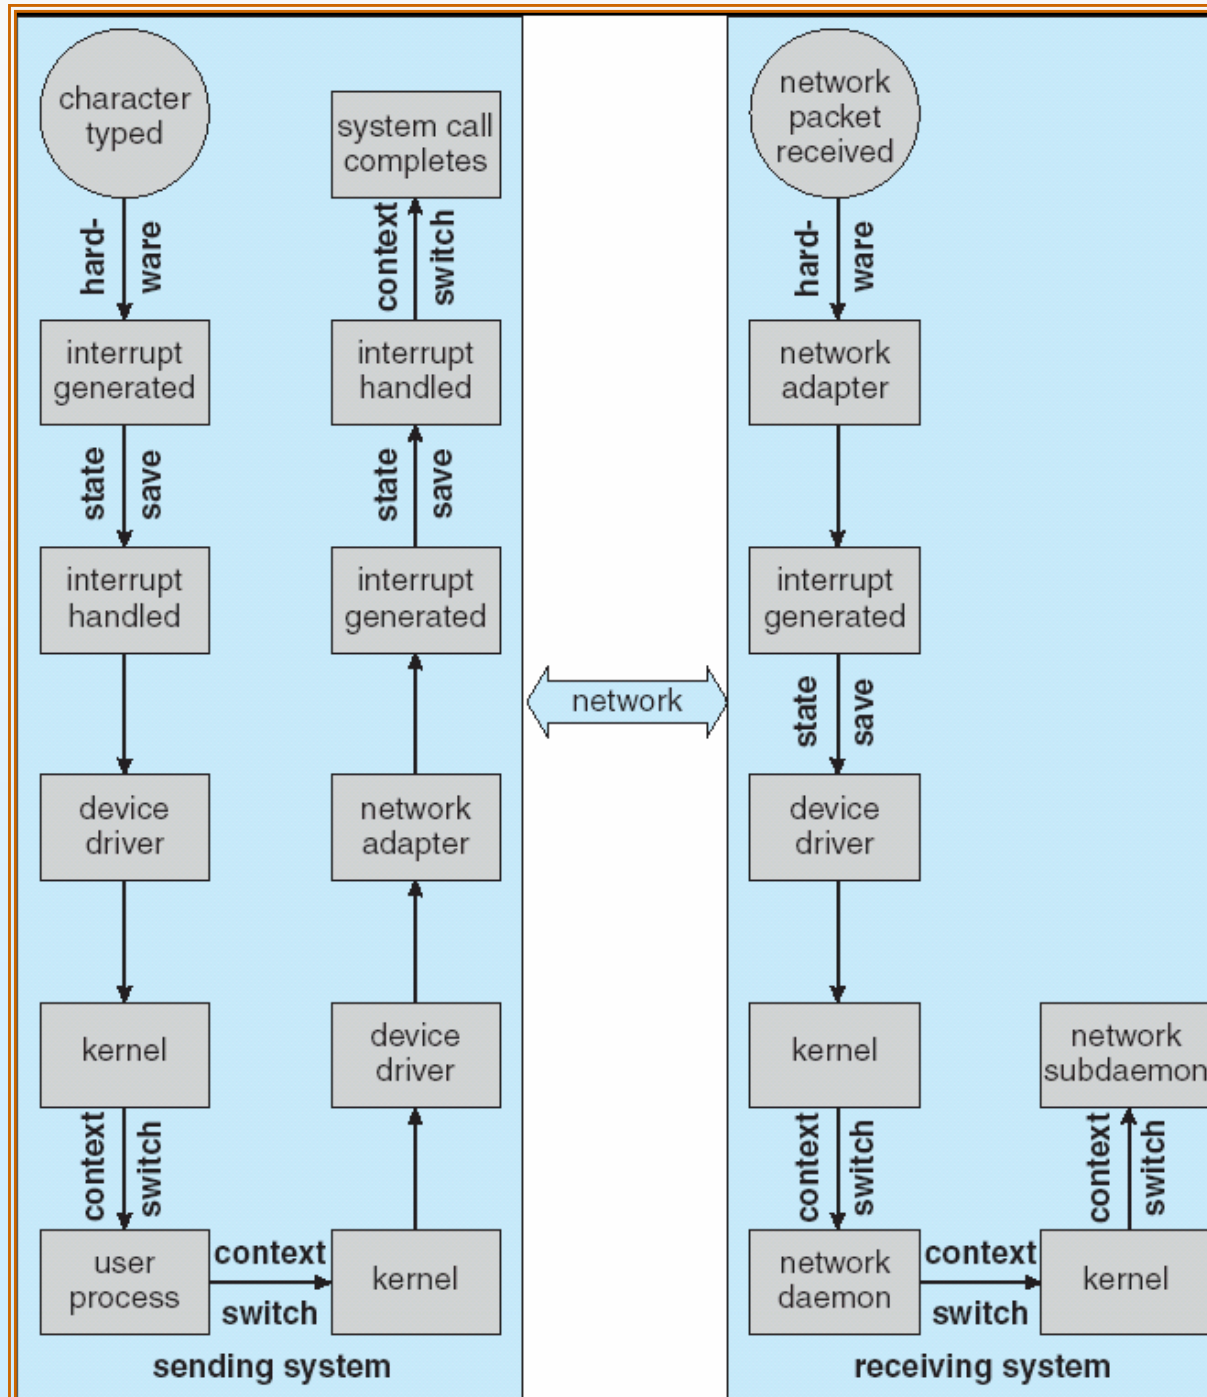 character
typed
hard-
ware
interrupt
generated
state
save
interrupt
handled
device
driver
kernel
context
switch
user
process
context
switch
kernel
device
driver
network
adapter
interrupt
generated
state
save
interrupt
handled
context
switch
system call
completes
sending system
network
network
packet
received
hard-
ware
network
adapter
interrupt
generated
state
save
device
driver
kernel
context
switch
network
daemon
context
switch
kernel
context
switch
network
subdaemon
receiving system